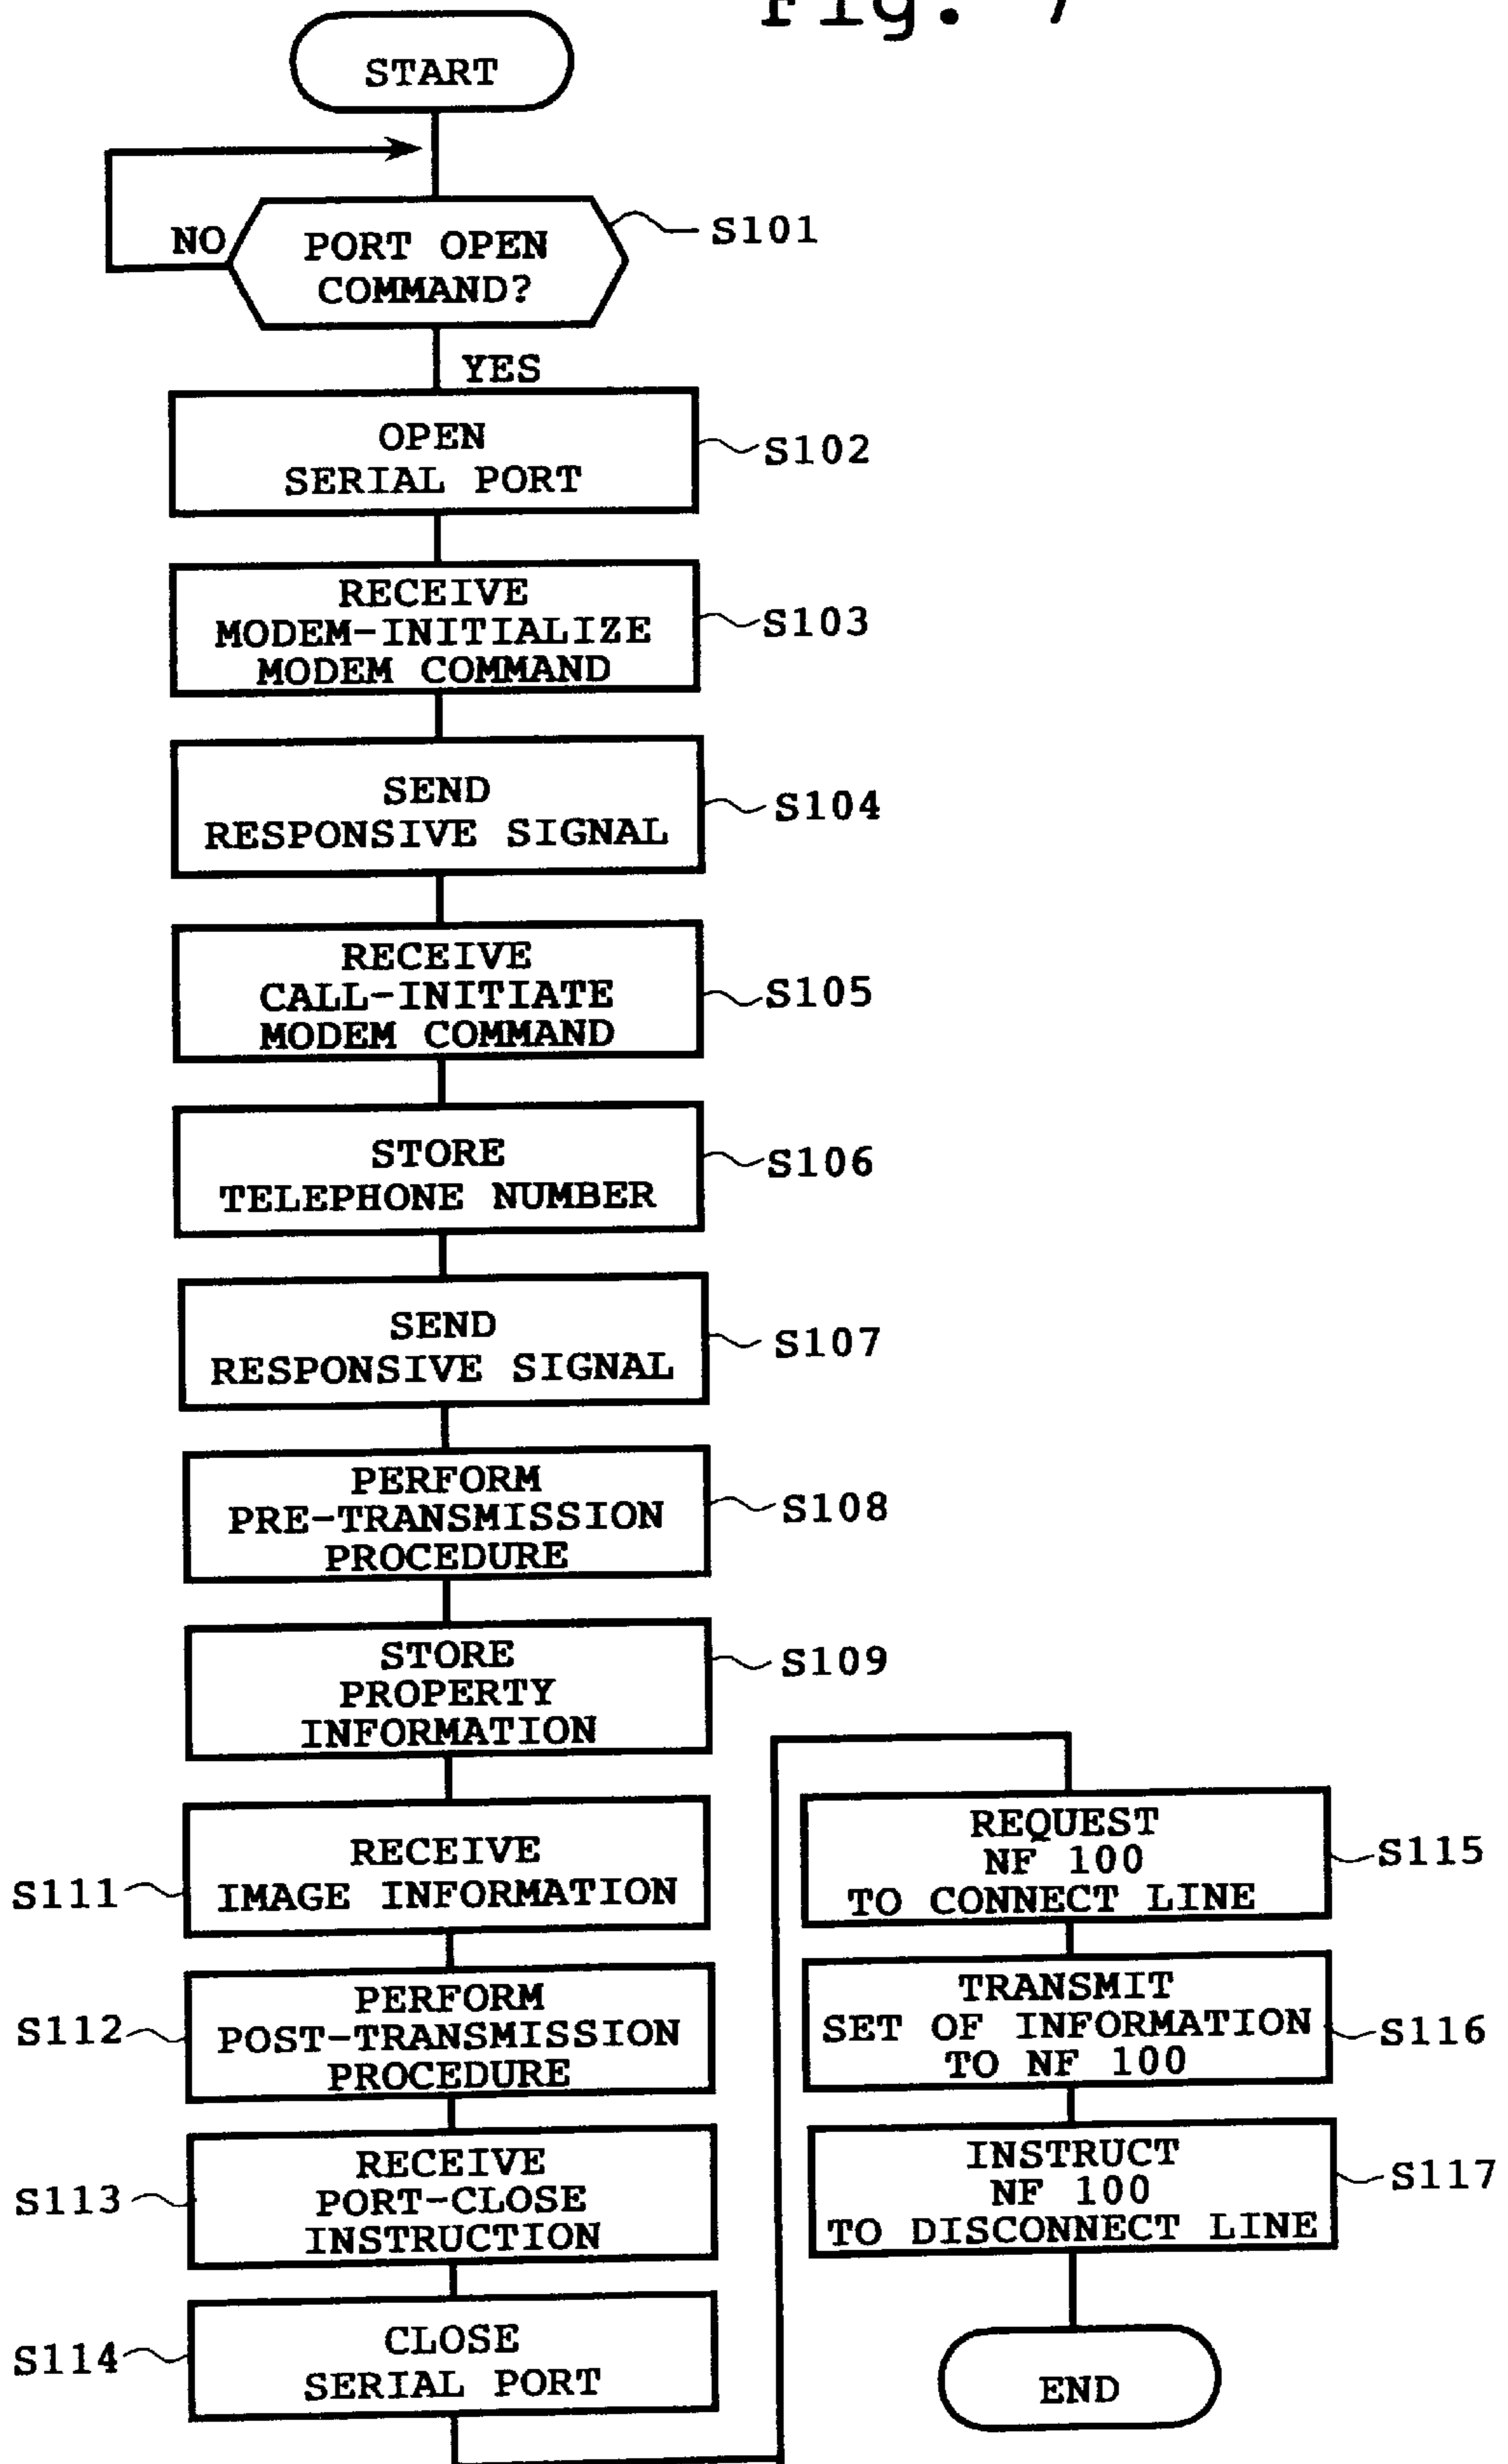 Fig. 7
START
NO
PORT OPEN
COMMAND?
S101
YES
OPEN
SERIAL PORT
S102
RECEIVE
MODEM-INITIALIZE
MODEM COMMAND
S103
SEND
RESPONSIVE SIGNAL
S104
RECEIVE
CALL-INITIATE
MODEM COMMAND
S105
STORE
TELEPHONE NUMBER
S106
SEND
RESPONSIVE SIGNAL
S107
PERFORM
PRE-TRANSMISSION
PROCEDURE
S108
STORE
PROPERTY
INFORMATION
S109
RECEIVE
IMAGE INFORMATION
S111
PERFORM
POST-TRANSMISSION
PROCEDURE
S112
RECEIVE
PORT-CLOSE
INSTRUCTION
S113
CLOSE
SERIAL PORT
S114
REQUEST
NF 100
TO CONNECT LINE
S115
TRANSMIT
SET OF INFORMATION
TO NF 100
S116
INSTRUCT
NF 100
TO DISCONNECT LINE
S117
END